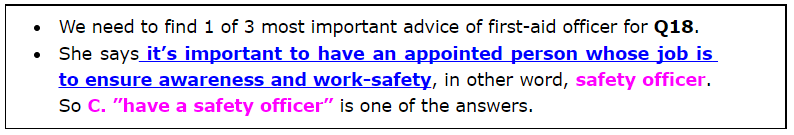 • We need to find 1 of 3 most important advice of first-aid officer for Q18.
• She says it’s important to have an appointed person whose job is
to ensure awareness and work-safety, in other word, safety officer.
So C. ”have a safety officer” is one of the answers.